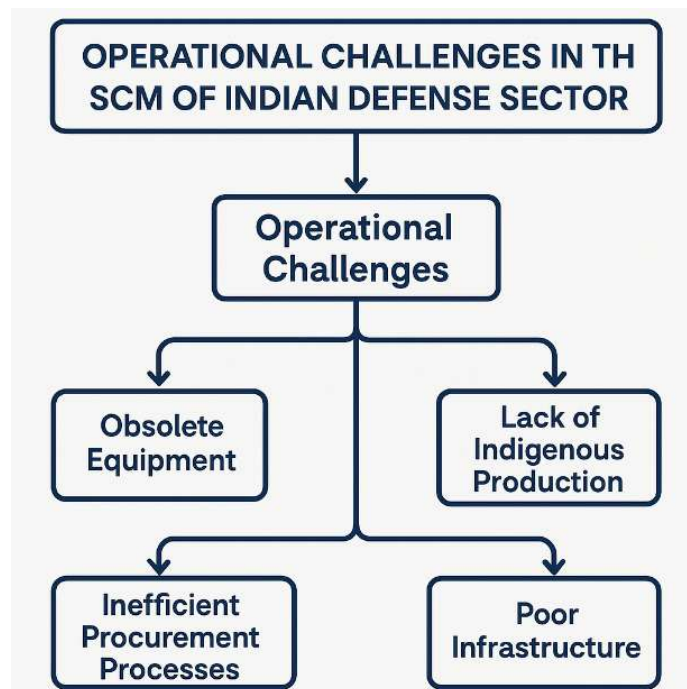 OPERATIONAL CHALLENGES IN TH
SCM OF INDIAN DEFENSE SECTOR
Operational
Challenges
Obsolete
Equipment
Lack of
Indigenous
Production
Inefficient
Procurement
Processes
Poor
Infrastructure